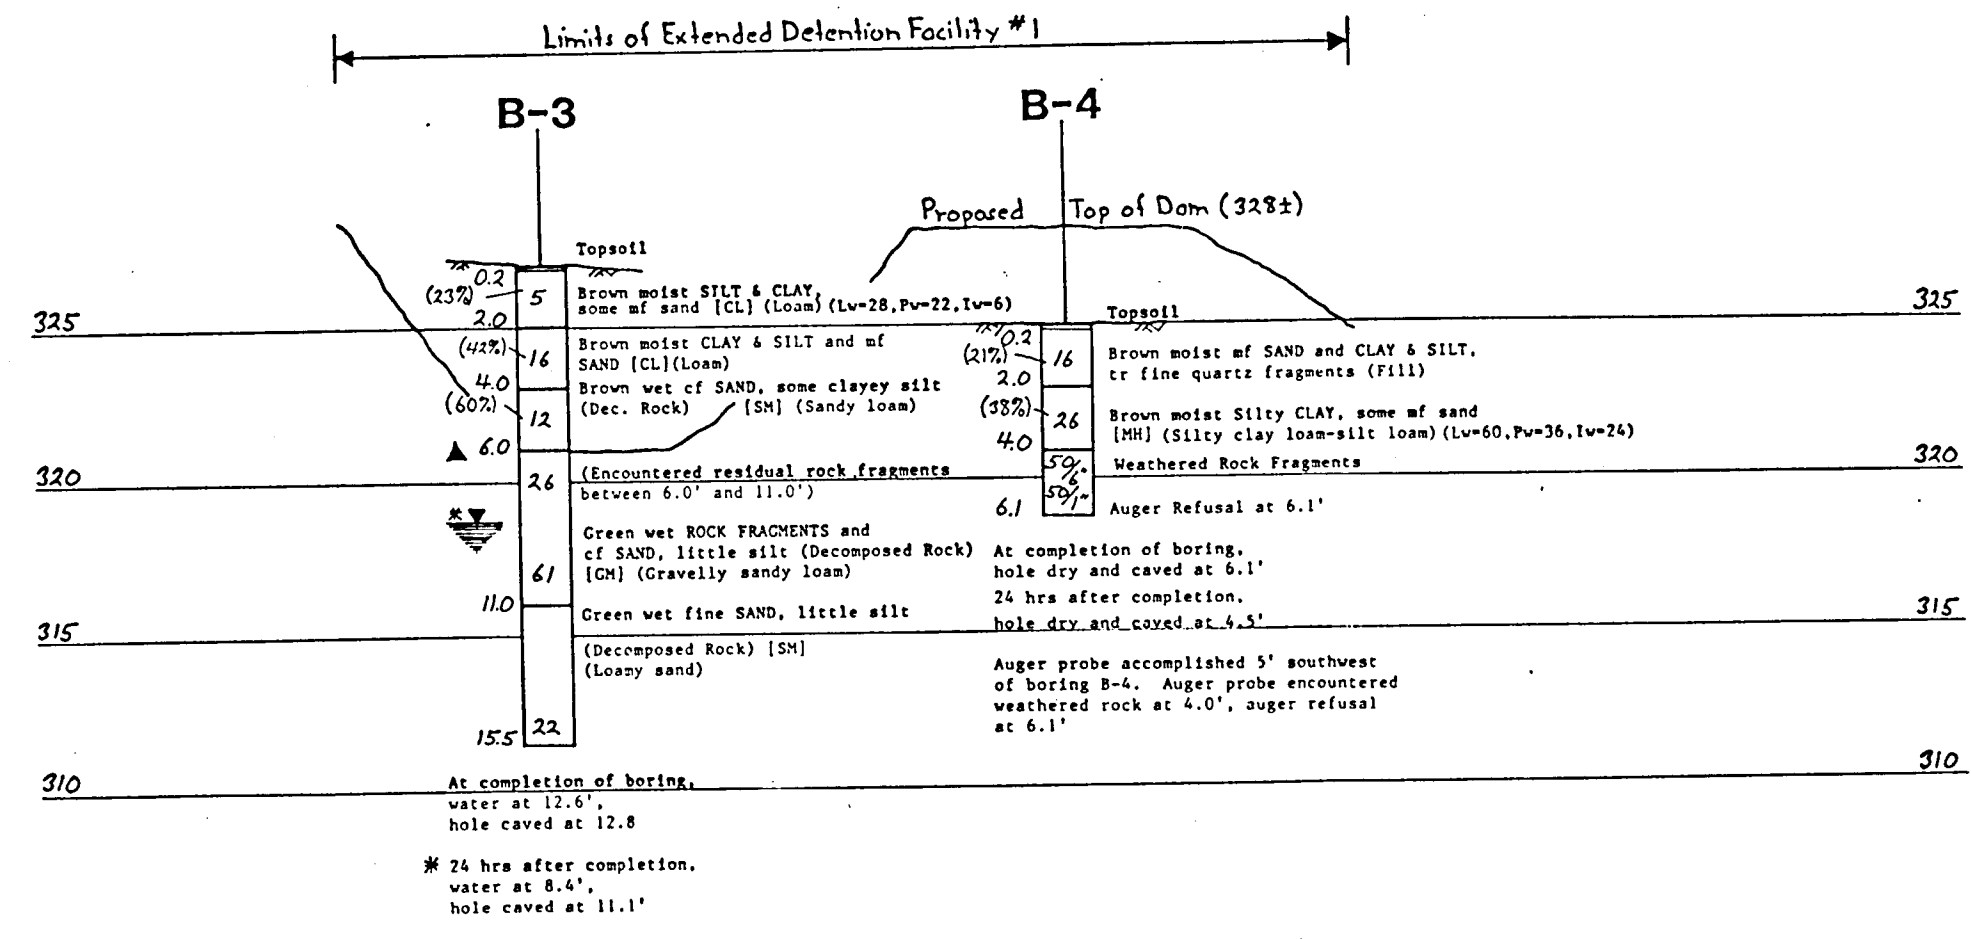 Limits of Extended Detention Facility #1
B-3
B-4
Proposed Top of Dam (328±)
Topsoil
0.2
(23%)
5
Brown moist SILT & CLAY,
some mf sand [CL] (Loam) (Lw=28,Pw=22,Iw=6)
2.0
325
325
(42%)
16
Brown moist CLAY & SILT and mf
SAND [CL](Loam)
4.0
Brown wet cf SAND, some clayey silt
(Dec. Rock) [SM] (Sandy loam)
(60%)
12
6.0
320
320
26
(Encountered residual rock fragments
between 6.0' and 11.0')
*
Green wet ROCK FRAGMENTS and
cf SAND, little silt (Decomposed Rock)
[GM] (Gravelly sandy loam)
61
11.0
Green wet fine SAND, little silt
315
315
(Decomposed Rock) [SM]
(Loamy sand)
22
15.5
310
310
At completion of boring,
water at 12.6',
hole caved at 12.8
* 24 hrs after completion,
water at 8.4',
hole caved at 11.1'
Topsoil
0.2
(21%)
16
Brown moist mf SAND and CLAY & SILT,
tr fine quartz fragments (Fill)
2.0
(38%)
26
Brown moist Silty CLAY, some mf sand
[MH] (Silty clay loam-silt loam) (Lw=60,Pw=36,Iw=24)
4.0
50/6"
Weathered Rock Fragments
50/1"
6.1
Auger Refusal at 6.1'
At completion of boring,
hole dry and caved at 6.1'
24 hrs after completion,
hole dry and caved at 4.5'
Auger probe accomplished 5' southwest
of boring B-4. Auger probe encountered
weathered rock at 4.0', auger refusal
at 6.1'